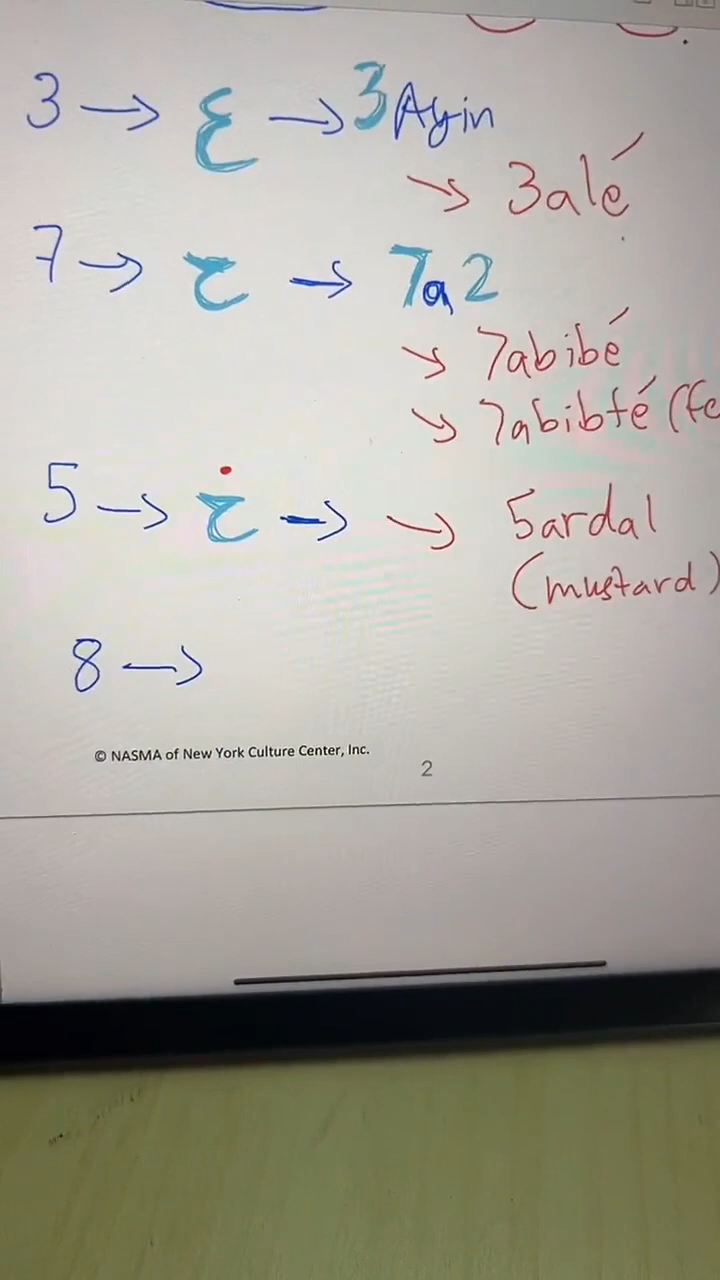 3 → ع → 3Ayin
→ 3alé
7 → ح → 7a2
→ 7abibé
→ 7abibté (fe
5 → خ → → 5ardal
(mustard)
8 →
© NASMA of New York Culture Center, Inc.
2